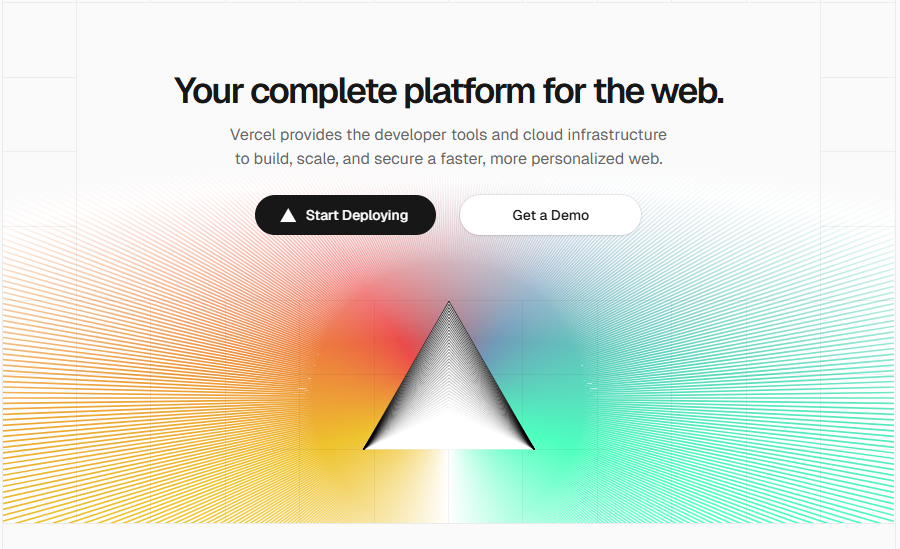 Your complete platform for the web.
Vercel provides the developer tools and cloud infrastructure
to build, scale, and secure a faster, more personalized web.
Start Deploying
Get a Demo